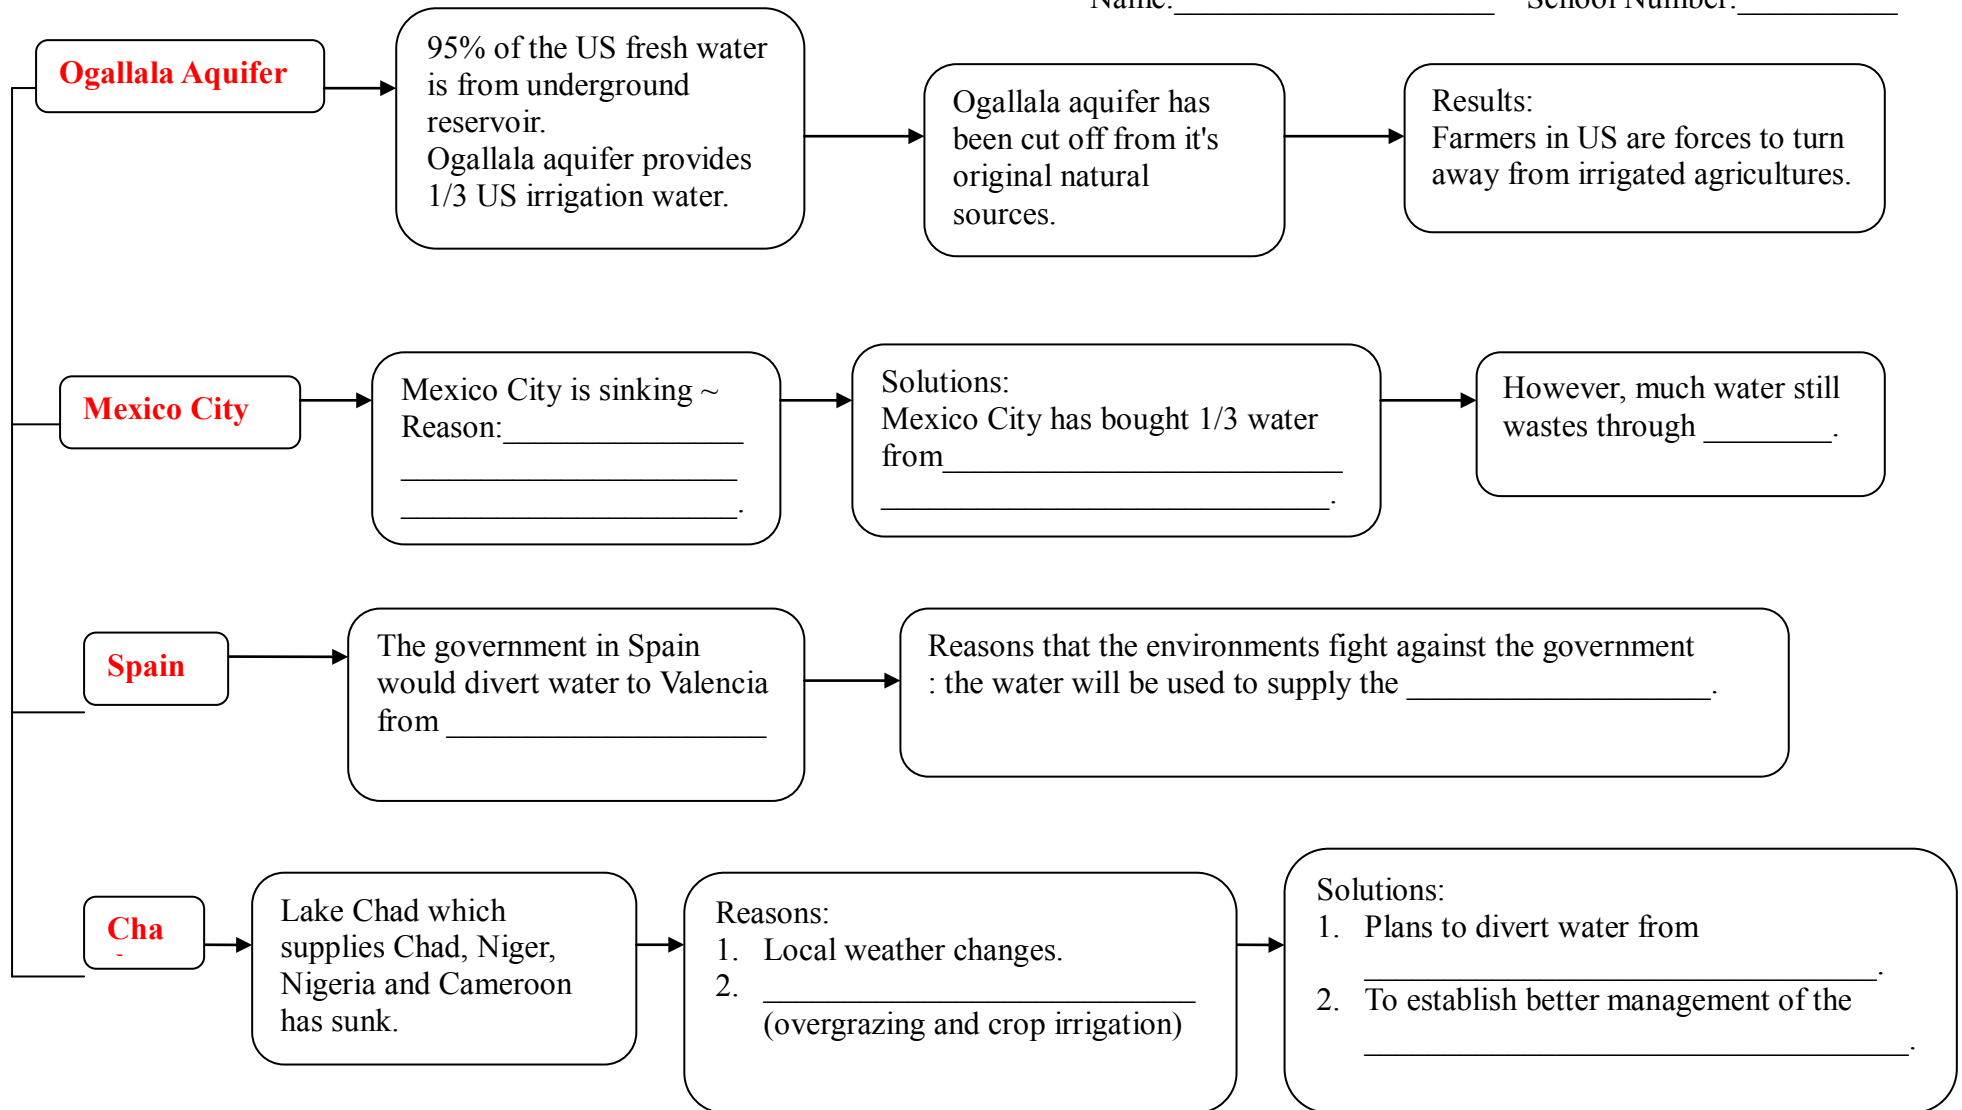 Name:____________________ School Number:__________
Ogallala Aquifer
95% of the US fresh water
is from underground
reservoir.
Ogallala aquifer provides
1/3 US irrigation water.
Ogallala aquifer has
been cut off from it's
original natural
sources.
Results:
Farmers in US are forces to turn
away from irrigated agricultures.
Mexico City
Mexico City is sinking ~
Reason:_______________
_____________________
_____________________.
Solutions:
Mexico City has bought 1/3 water
from_________________________
____________________________.
However, much water still
wastes through ________.
Spain
The government in Spain
would divert water to Valencia
from ____________________
Reasons that the environments fight against the government
: the water will be used to supply the ___________________.
Cha
Lake Chad which
supplies Chad, Niger,
Nigeria and Cameroon
has sunk.
Reasons:
1. Local weather changes.
2. ___________________________
(overgrazing and crop irrigation)
Solutions:
1. Plans to divert water from
________________________________.
2. To establish better management of the
__________________________________.